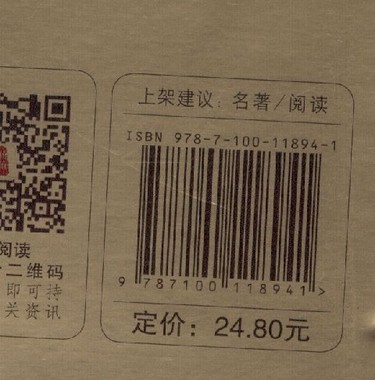 上架建议：名著/阅读
ISBN 978-7-100-11894-1
9 787100 118941 >
定价：24.80元
阅读
二维码
即可持
关资讯